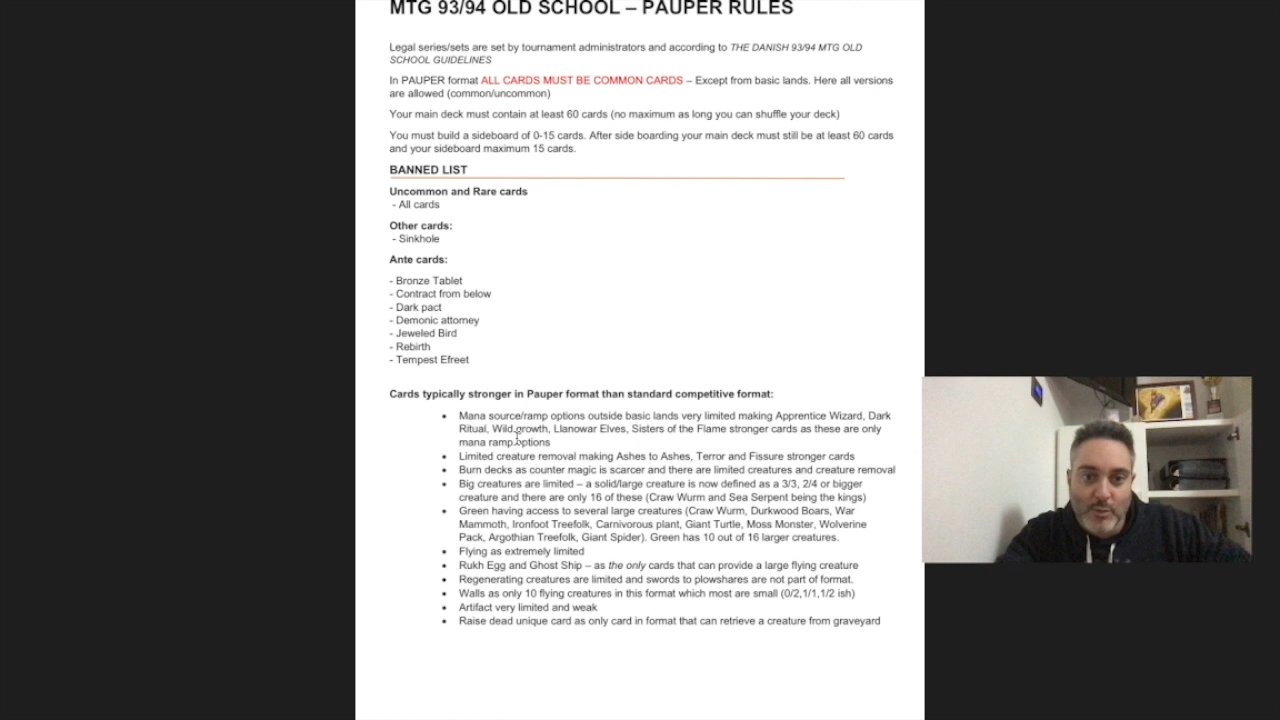 MTG 93/94 OLD SCHOOL – PAUPER RULES
Legal series/sets are set by tournament administrators and according to THE DANISH 93/94 MTG OLD
SCHOOL GUIDELINES
In PAUPER format ALL CARDS MUST BE COMMON CARDS – Except from basic lands. Here all versions
are allowed (common/uncommon)
Your main deck must contain at least 60 cards (no maximum as long you can shuffle your deck)
You must build a sideboard of 0-15 cards. After side boarding your main deck must still be at least 60 cards
and your sideboard maximum 15 cards.
BANNED LIST
Uncommon and Rare cards
- All cards
Other cards:
- Sinkhole
Ante cards:
- Bronze Tablet
- Contract from below
- Dark pact
- Demonic attorney
- Jeweled Bird
- Rebirth
- Tempest Efreet
Cards typically stronger in Pauper format than standard competitive format:
• Mana source/ramp options outside basic lands very limited making Apprentice Wizard, Dark
Ritual, Wild growth, Llanowar Elves, Sisters of the Flame stronger cards as these are only
mana ramp options
• Limited creature removal making Ashes to Ashes, Terror and Fissure stronger cards
• Burn decks as counter magic is scarcer and there are limited creatures and creature removal
• Big creatures are limited – a solid/large creature is now defined as a 3/3, 2/4 or bigger
creature and there are only 16 of these (Craw Wurm and Sea Serpent being the kings)
• Green having access to several large creatures (Craw Wurm, Durkwood Boars, War
Mammoth, Ironfoot Treefolk, Carnivorous plant, Giant Turtle, Moss Monster, Wolverine
Pack, Argothian Treefolk, Giant Spider). Green has 10 out of 16 larger creatures.
• Flying as extremely limited
• Rukh Egg and Ghost Ship – as the only cards that can provide a large flying creature
• Regenerating creatures are limited and swords to plowshares are not part of format.
• Walls as only 10 flying creatures in this format which most are small (0/2,1/1,1/2 ish)
• Artifact very limited and weak
• Raise dead unique card as only card in format that can retrieve a creature from graveyard